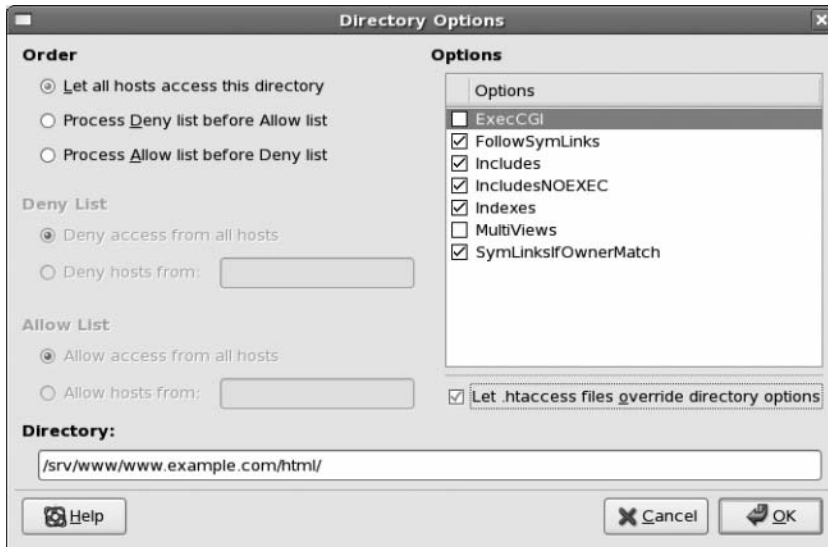 Directory Options
Order
Let all hosts access this directory
Process Deny list before Allow list
Process Allow list before Deny list
Deny List
Deny access from all hosts
Deny hosts from:
Allow List
Allow access from all hosts
Allow hosts from:
Options
Options
ExecCGI
FollowSymLinks
Includes
IncludesNOEXEC
Indexes
MultiViews
SymLinksIfOwnerMatch
Let .htaccess files override directory options
Directory:
/srv/www/www.example.com/html/
Help
Cancel
OK